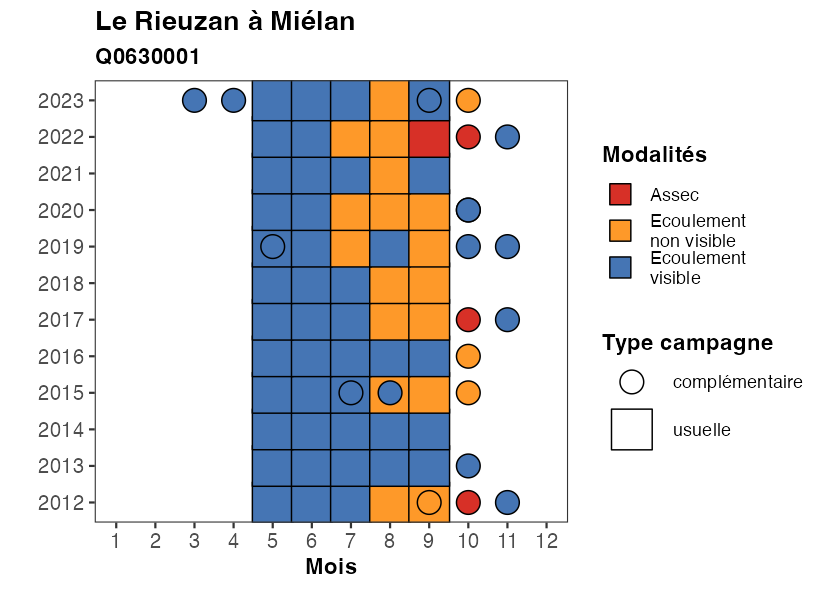 Le Rieuzan à Miélan
Q0630001
2023
2022
2021
2020
2019
2018
2017
2016
2015
2014
2013
2012
1 2 3 4 5 6 7 8 9 10 11 12
Mois
Modalités
Assec
Ecoulement
non visible
Ecoulement
visible
Type campagne
complémentaire
usuelle